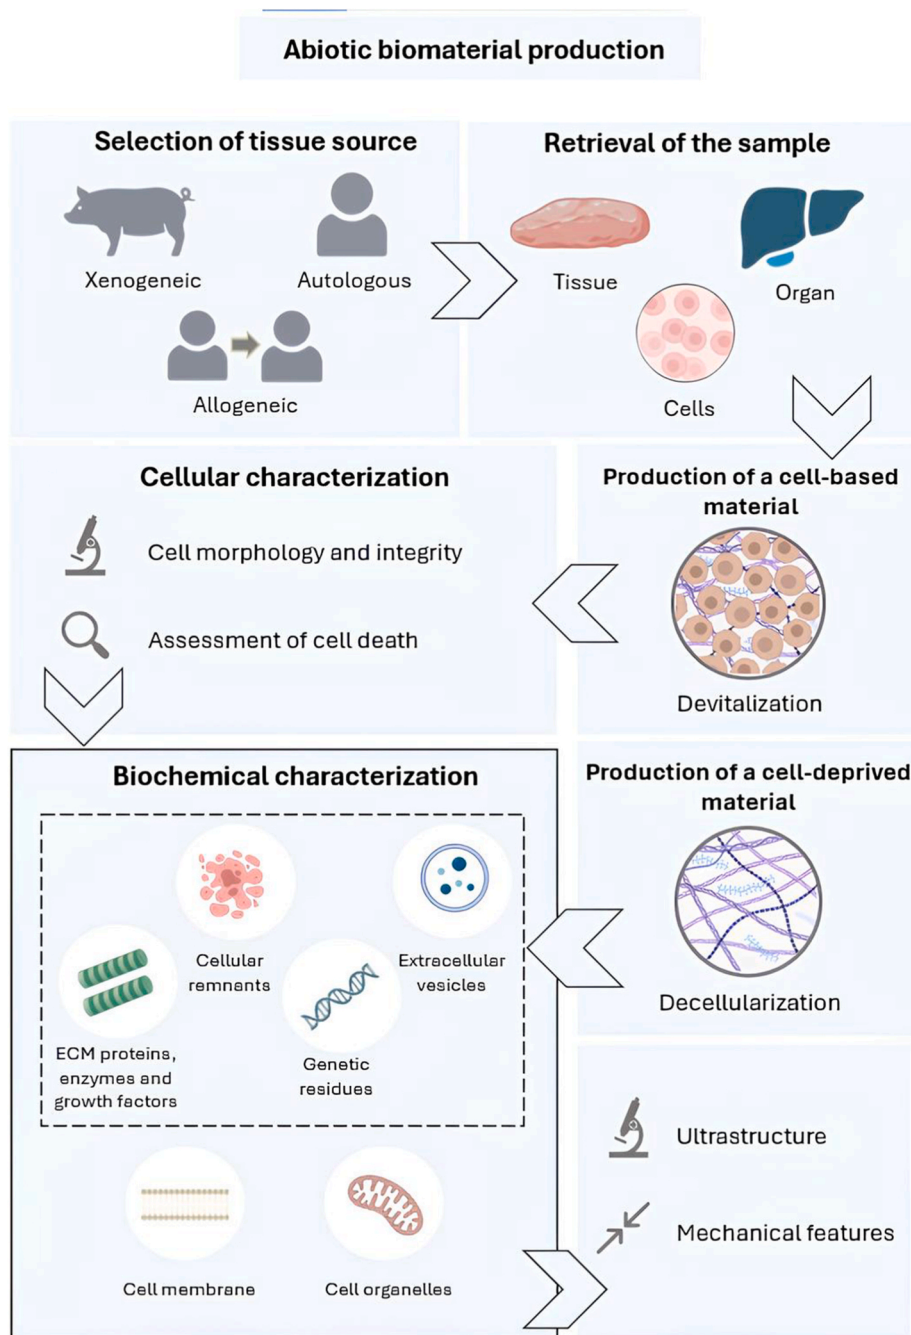 Abiotic biomaterial production
Selection of tissue source
Xenogeneic
Autologous
Allogeneic
Retrieval of the sample
Tissue
Organ
Cells
Production of a cell-based
material
Devitalization
Cellular characterization
Cell morphology and integrity
Assessment of cell death
Biochemical characterization
Cellular
remnants
Extracellular
vesicles
ECM proteins,
enzymes and
growth factors
Genetic
residues
Cell membrane
Cell organelles
Production of a cell-deprived
material
Decellularization
Ultrastructure
Mechanical features